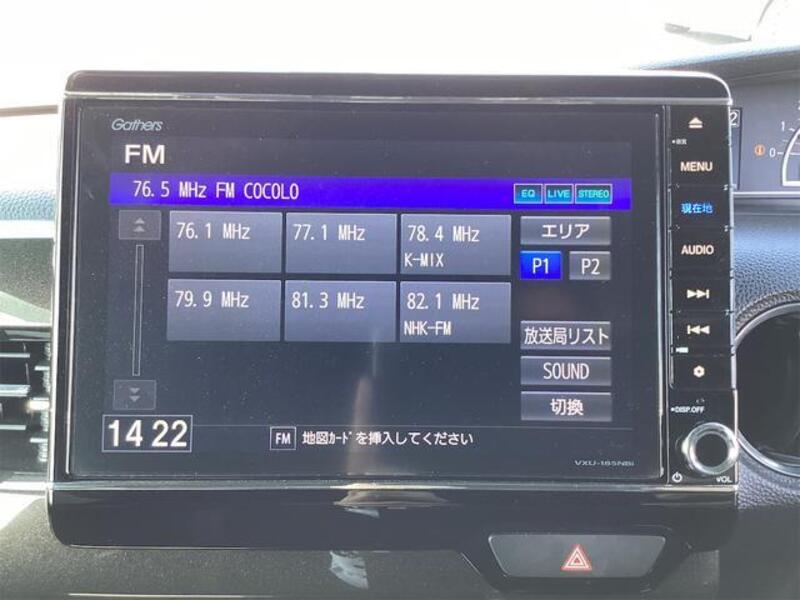 Gathers
FM
76.5 MHz FM COCOLO
EQ LIVE STEREO
76.1 MHz
77.1 MHz
78.4 MHz
K-MIX
エリア
P1 P2
79.9 MHz
81.3 MHz
82.1 MHz
NHK-FM
放送局リスト
SOUND
切換
14 22
FM 地図ｶｰﾄﾞを挿入してください
VXU-185NBi
MENU
現在地
AUDIO
DISP.OFF
VOL
2
1
0